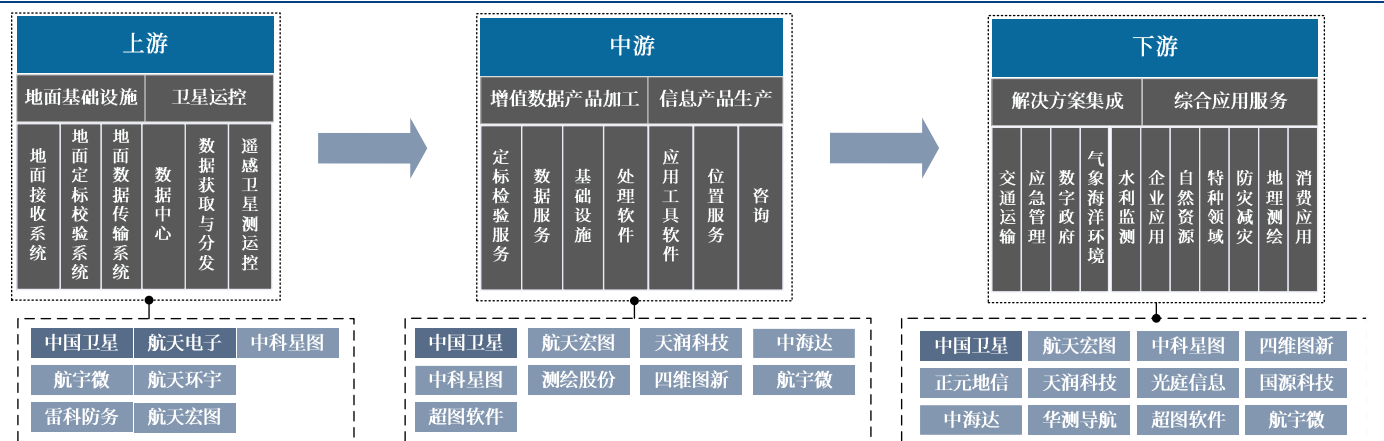 上游
地面基础设施
卫星运控
地面接收系统
地面定标校验系统
地面数据传输系统
数据中心
数据获取与分发
遥感卫星测运控
中国卫星
航天电子
中科星图
航宇微
航天环宇
雷科防务
航天宏图
中游
增值数据产品加工
信息产品生产
定标检验服务
数据服务
基础设施
处理软件
应用工具软件
位置服务
咨询
中国卫星
航天宏图
天润科技
中海达
中科星图
测绘股份
四维图新
航宇微
超图软件
下游
解决方案集成
综合应用服务
交通运输
应急管理
数字政府
气象海洋环境
水利监测
企业应用
自然资源
特种领域
防灾减灾
地理测绘
消费应用
中国卫星
航天宏图
中科星图
四维图新
正元地信
天润科技
光庭信息
国源科技
中海达
华测导航
超图软件
航宇微